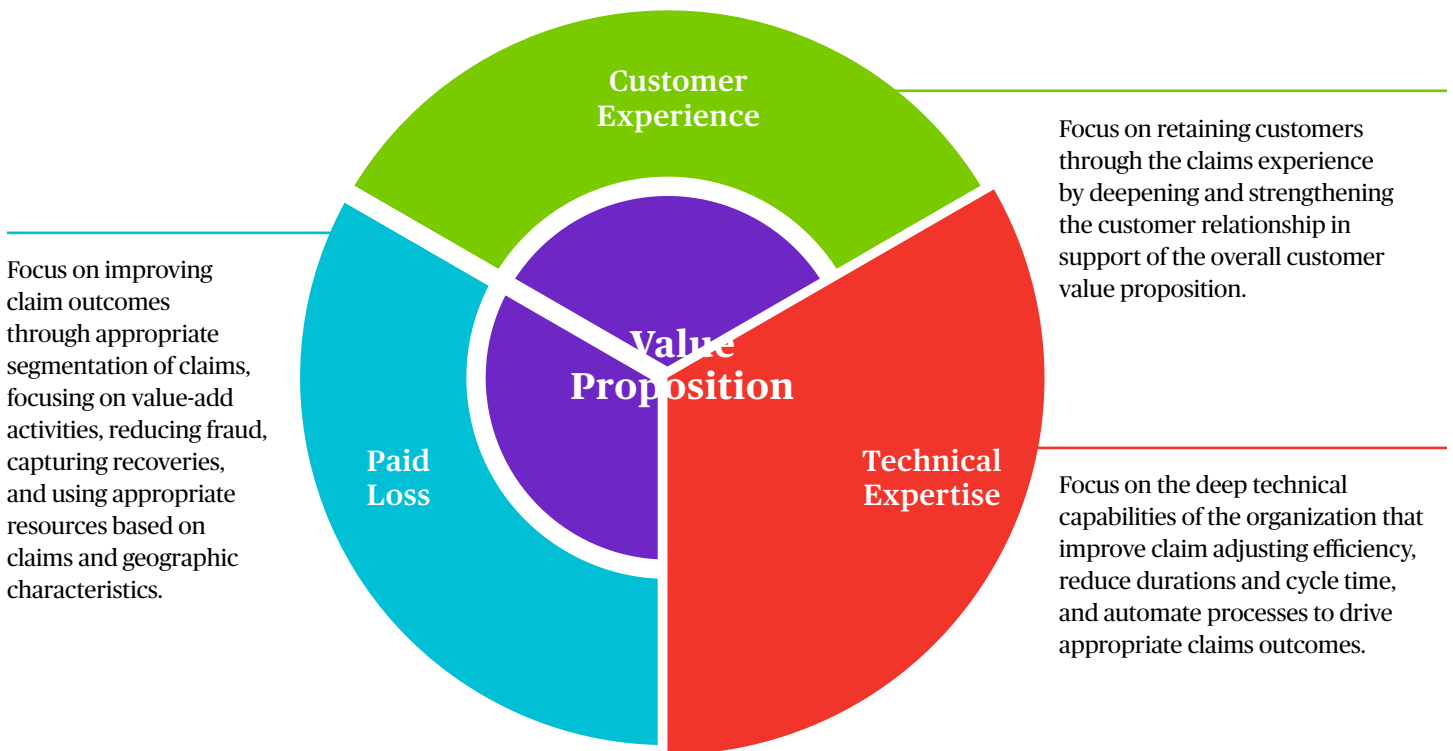 Customer
Experience
Focus on retaining customers
through the claims experience
by deepening and strengthening
the customer relationship in
support of the overall customer
value proposition.
Focus on improving
claim outcomes
through appropriate
segmentation of claims,
focusing on value-add
activities, reducing fraud,
capturing recoveries,
and using appropriate
resources based on
claims and geographic
characteristics.
Value
Proposition
Paid
Loss
Technical
Expertise
Focus on the deep technical
capabilities of the organization that
improve claim adjusting efficiency,
reduce durations and cycle time,
and automate processes to drive
appropriate claims outcomes.